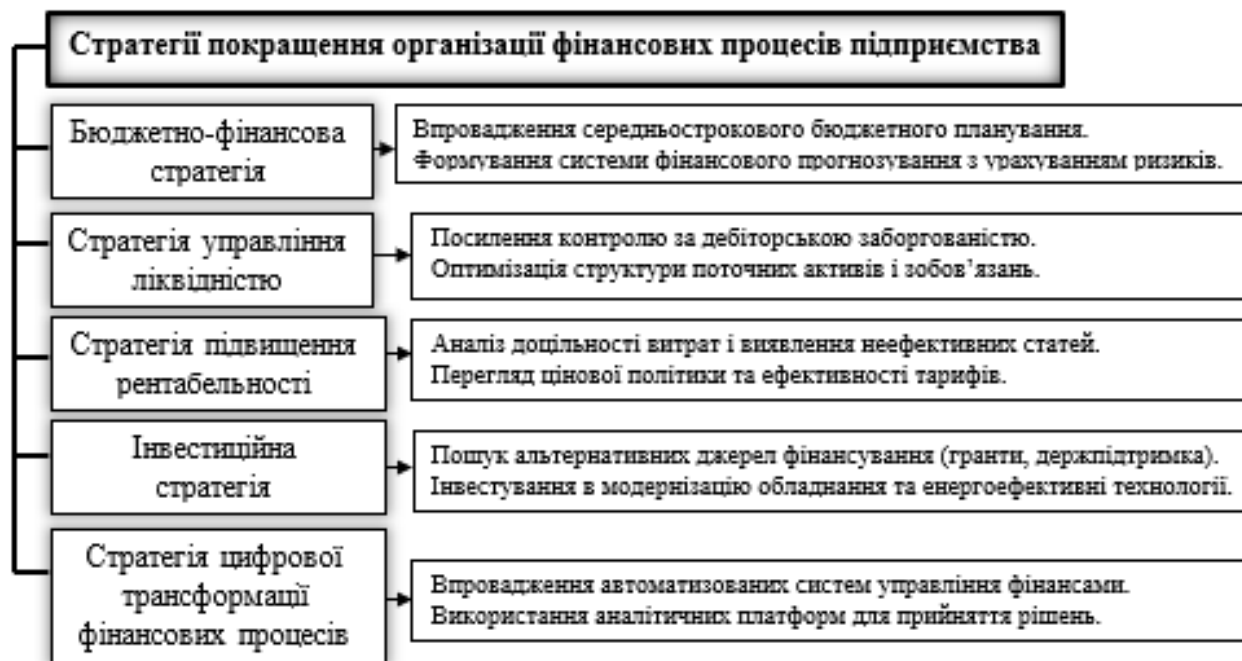 Стратегії покращення організації фінансових процесів підприємства
Бюджетно-фінансова
стратегія
Впровадження середньострокового бюджетного планування.
Формування системи фінансового прогнозування з урахуванням ризиків.
Стратегія управління
ліквідністю
Посилення контролю за дебіторською заборгованістю.
Оптимізація структури поточних активів і зобов’язань.
Стратегія підвищення
рентабельності
Аналіз доцільності витрат і виявлення неефективних статей.
Перегляд цінової політики та ефективності тарифів.
Інвестиційна
стратегія
Пошук альтернативних джерел фінансування (гранти, держпідтримка).
Інвестування в модернізацію обладнання та енергоефективні технології.
Стратегія цифрової
трансформації
фінансових процесів
Впровадження автоматизованих систем управління фінансами.
Використання аналітичних платформ для прийняття рішень.